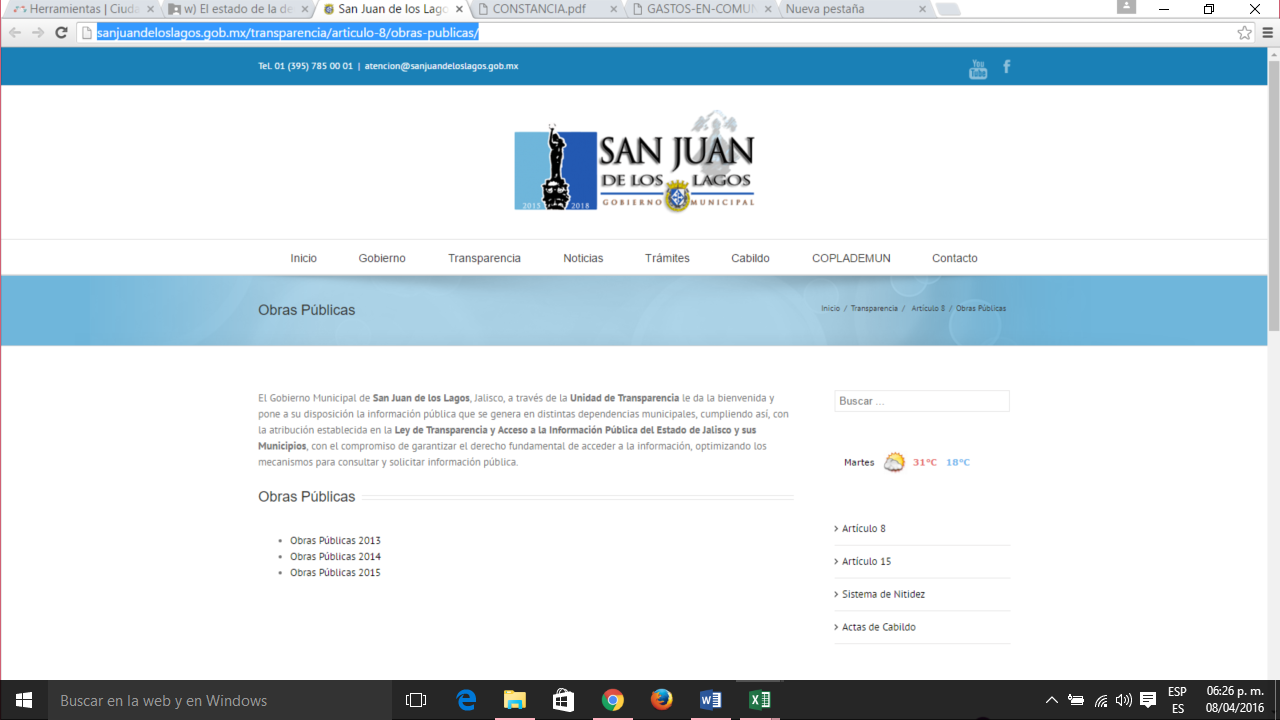 Herramientas | Ciuda
w) El estado de la de
San Juan de los Lago
CONSTANCIA.pdf
GASTOS-EN-COMUN
Nueva pestaña
sanjuandeloslagos.gob.mx/transparencia/articulo-8/obras-publicas/
Tel. 01 (395) 785 00 01 | atencion@sanjuandeloslagos.gob.mx
You Tube
f
SAN JUAN
DE LOS LAGOS
2015 2018 GOBIERNO MUNICIPAL
Inicio Gobierno Transparencia Noticias Trámites Cabildo COPLADEMUN Contacto
Obras Públicas
Inicio / Transparencia / Artículo 8 / Obras Públicas
El Gobierno Municipal de San Juan de los Lagos, Jalisco, a través de la Unidad de Transparencia le da la bienvenida y
pone a su disposición la información pública que se genera en distintas dependencias municipales, cumpliendo así, con
la atribución establecida en la Ley de Transparencia y Acceso a la Información Pública del Estado de Jalisco y sus
Municipios, con el compromiso de garantizar el derecho fundamental de acceder a la información, optimizando los
mecanismos para consultar y solicitar información pública.
Obras Públicas
Obras Públicas 2013
Obras Públicas 2014
Obras Públicas 2015
Buscar ...
Martes 31°C 18°C
Artículo 8
Artículo 15
Sistema de Nitidez
Actas de Cabildo
Buscar en la web y en Windows
ESP
ES
06:26 p. m.
08/04/2016